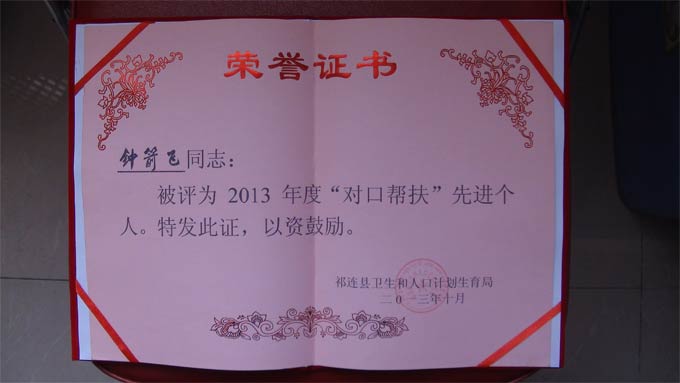 荣誉证书
钟箭飞同志：
被评为 2013 年度“对口帮扶”先进个
人。特发此证，以资鼓励。
祁连县卫生和人口计划生育局
二0一三年十月